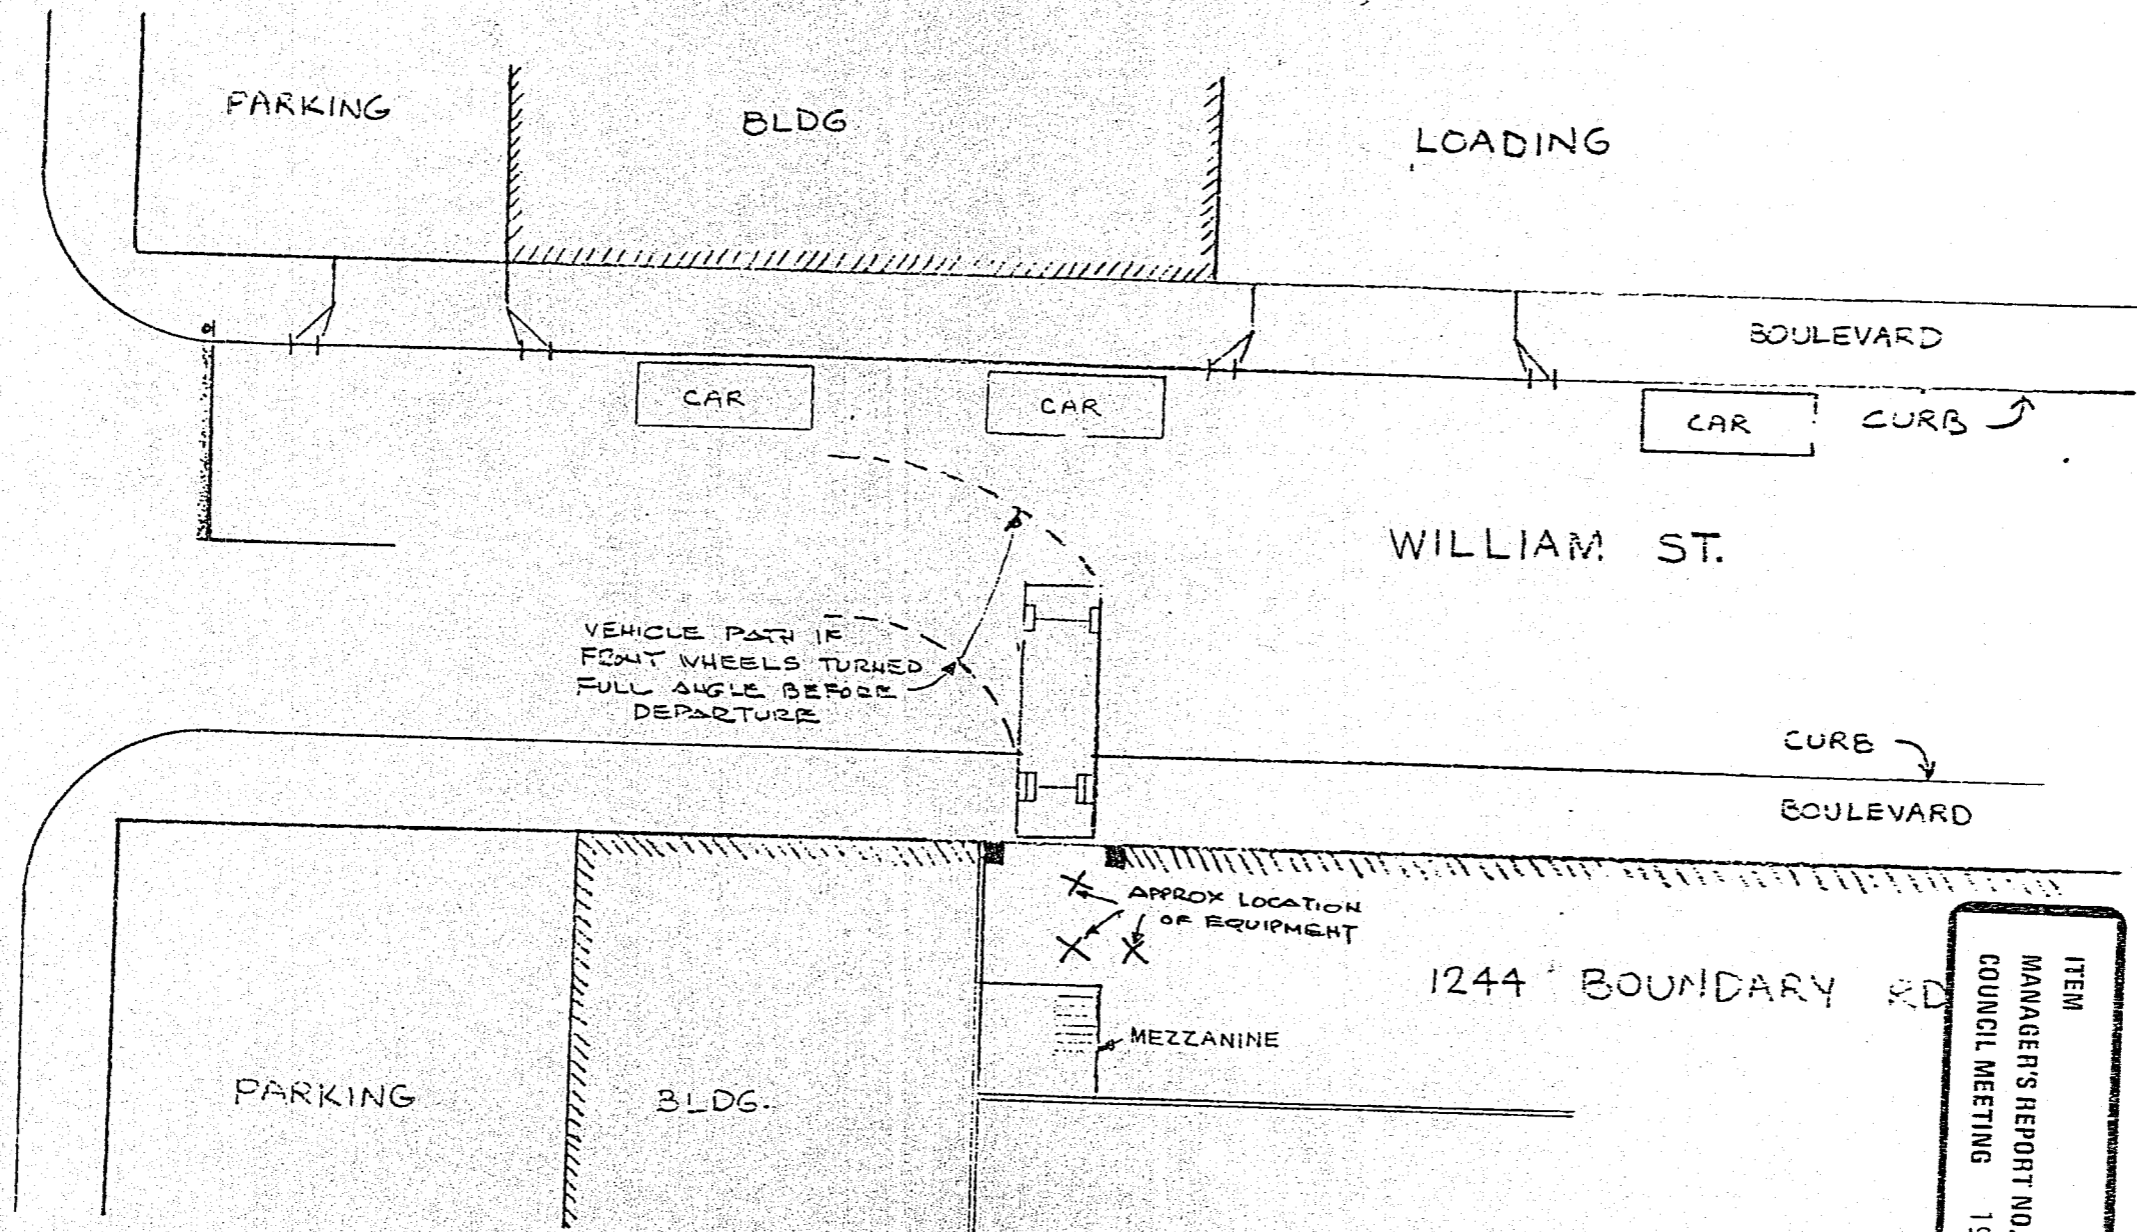 PARKING
BLDG
LOADING
BOULEVARD
CAR
CAR
CAR
CURB
WILLIAM ST.
VEHICLE PATH IF
FRONT WHEELS TURNED
FULL ANGLE BEFORE
DEPARTURE
CURB
BOULEVARD
APPROX LOCATION
OF EQUIPMENT
1244 BOUNDARY RD
MEZZANINE
PARKING
BLDG.
ITEM
MANAGER'S REPORT NO.
COUNCIL MEETING 19